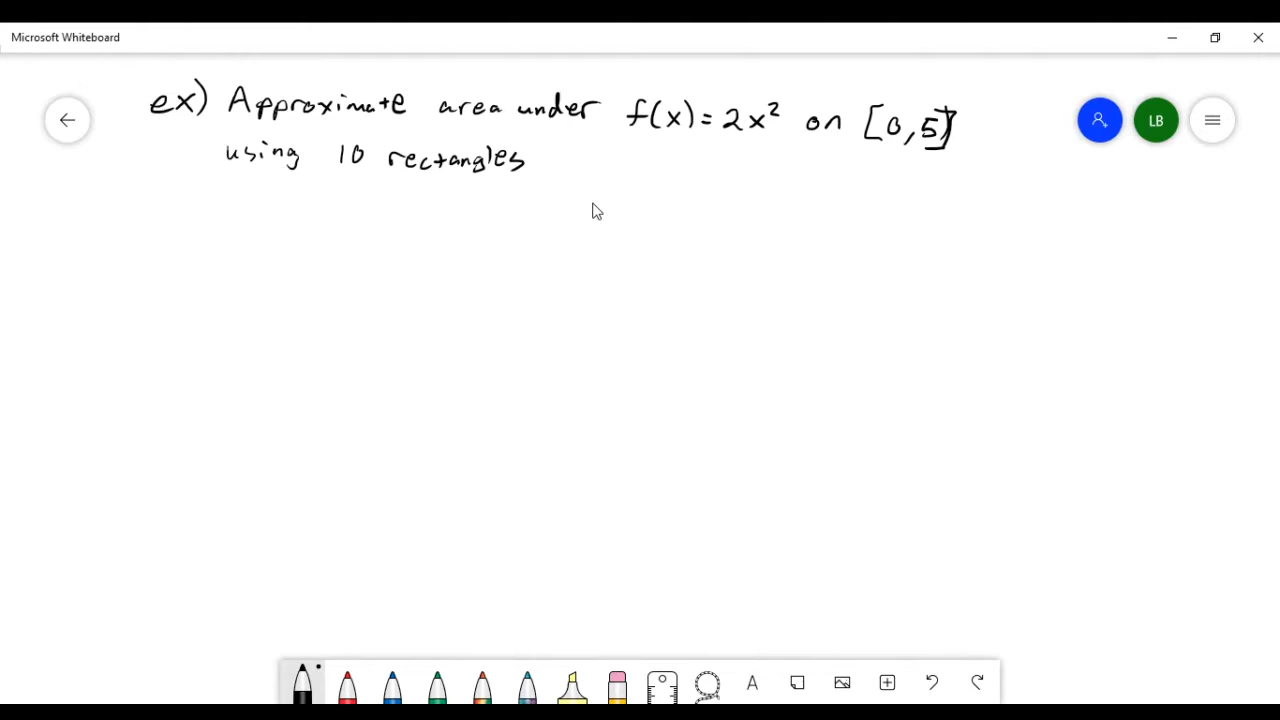 Microsoft Whiteboard
ex) Approximate area under f(x) = 2x² on [0,5]
using 10 rectangles
LB
A